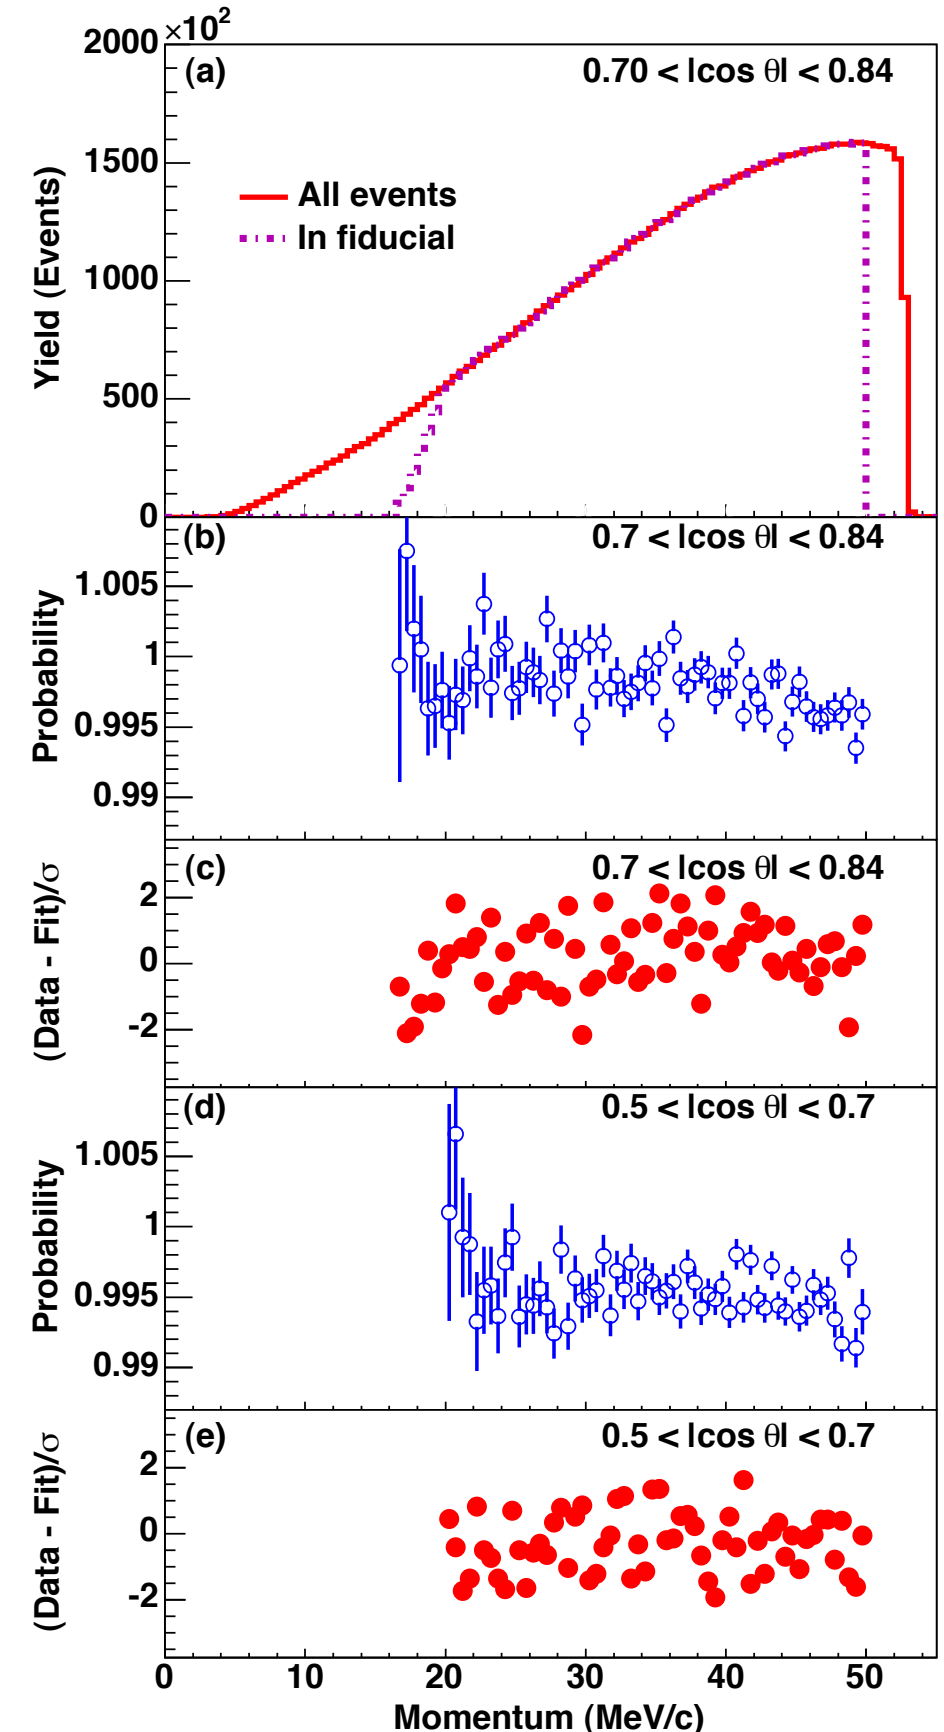 2000 ×10²
(a) 0.70 < |cos θ| < 0.84
1500
All events
In fiducial
1000
500
0
Yield (Events)
(b) 0.7 < |cos θ| < 0.84
1.005
1
0.995
0.99
Probability
(c) 0.7 < |cos θ| < 0.84
2
0
-2
(Data - Fit)/σ
(d) 0.5 < |cos θ| < 0.7
1.005
1
0.995
0.99
Probability
(e) 0.5 < |cos θ| < 0.7
2
0
-2
(Data - Fit)/σ
0 10 20 30 40 50
Momentum (MeV/c)